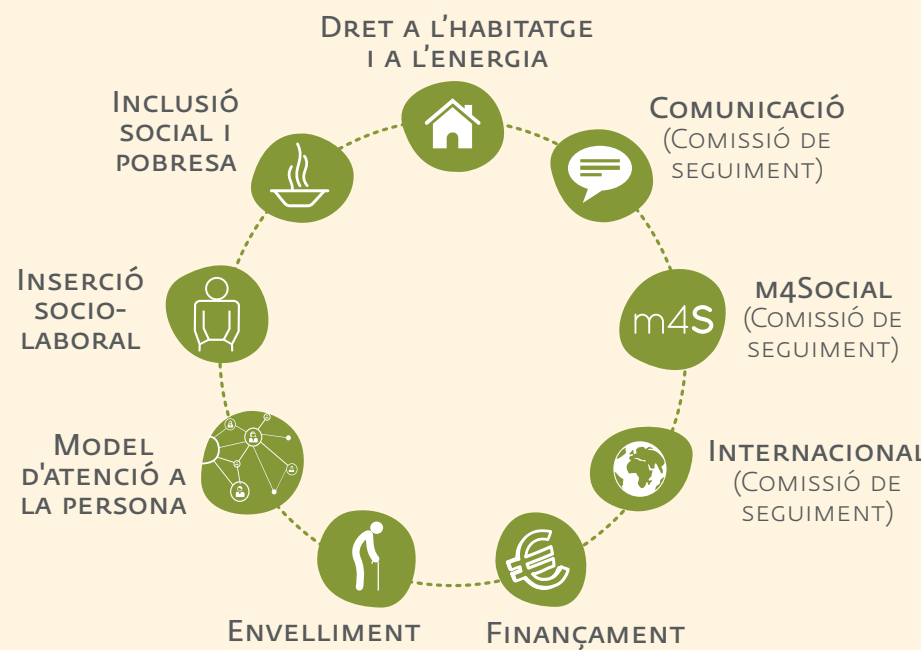 Dret a l'habitatge
i a l'energia
Comunicació
(Comissió de
seguiment)
m4Social
(Comissió de
seguiment)
m4S
Internacional
(Comissió de
seguiment)
Finançament
Envelliment
Model
d'atenció a
la persona
Inserció
socio-
laboral
Inclusió
social i
pobresa